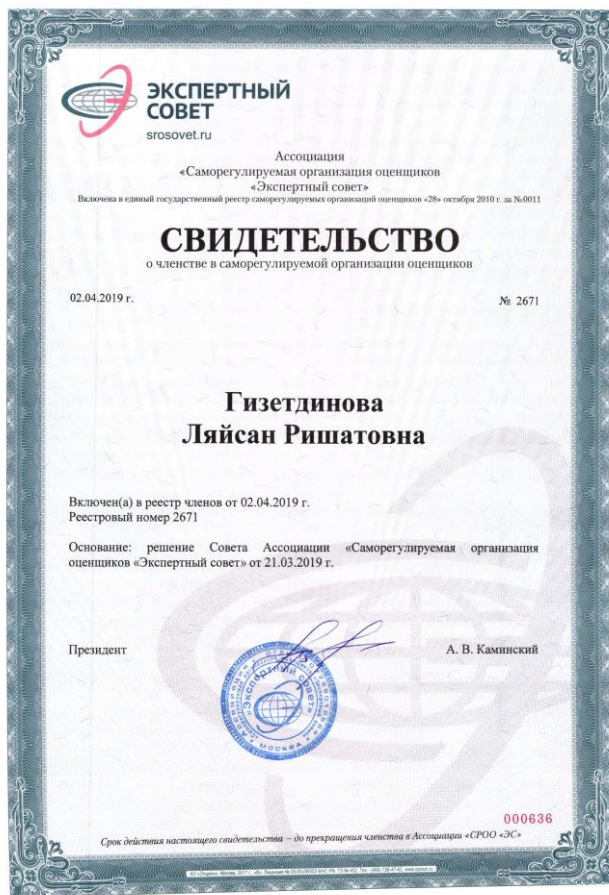 ЭКСПЕРТНЫЙ
СОВЕТ
srosovet.ru
Ассоциация
«Саморегулируемая организация оценщиков
«Экспертный совет»
Включена в единый государственный реестр саморегулируемых организаций оценщиков «28» октября 2010 г. за №0011
СВИДЕТЕЛЬСТВО
о членстве в саморегулируемой организации оценщиков
02.04.2019 г.
№ 2671
Гизетдинова
Ляйсан Ришатовна
Включен(а) в реестр членов от 02.04.2019 г.
Реестровый номер 2671
Основание: решение Совета Ассоциации «Саморегулируемая организация
оценщиков «Экспертный совет» от 21.03.2019 г.
Президент
А. В. Каминский
«Экспертный совет»
МОСКВА
000636
Срок действия настоящего свидетельства – до прекращения членства в Ассоциации «СРОО «ЭС»